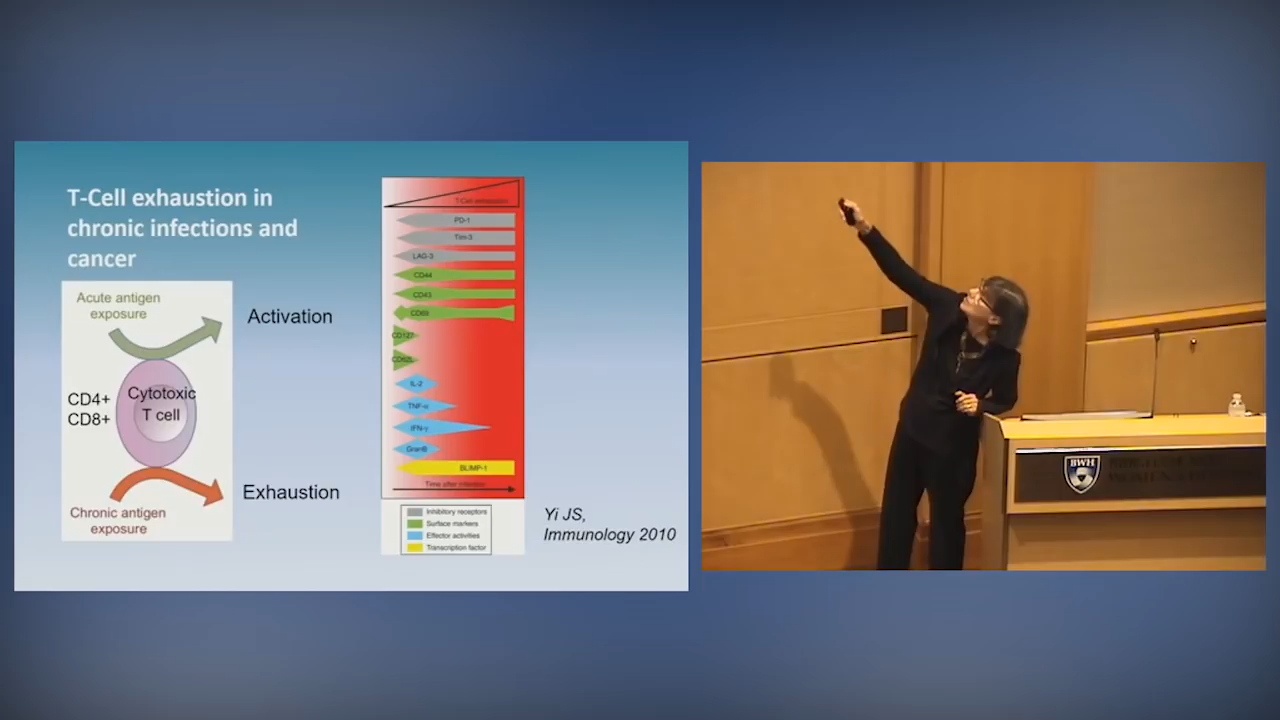 T-Cell exhaustion in
chronic infections and
cancer
Acute antigen
exposure
Activation
CD4+
CD8+
Cytotoxic
T cell
Exhaustion
Chronic antigen
exposure
T-Cell exhaustion
PD-1
Tim-3
LAG-3
CD44
CD43
CD69
CD127
CD62L
IL-2
TNF-α
IFN-γ
GranB
BLIMP-1
Time after infection
Inhibitory receptors
Surface markers
Effector activities
Transcription factor
Yi JS,
Immunology 2010
BWH